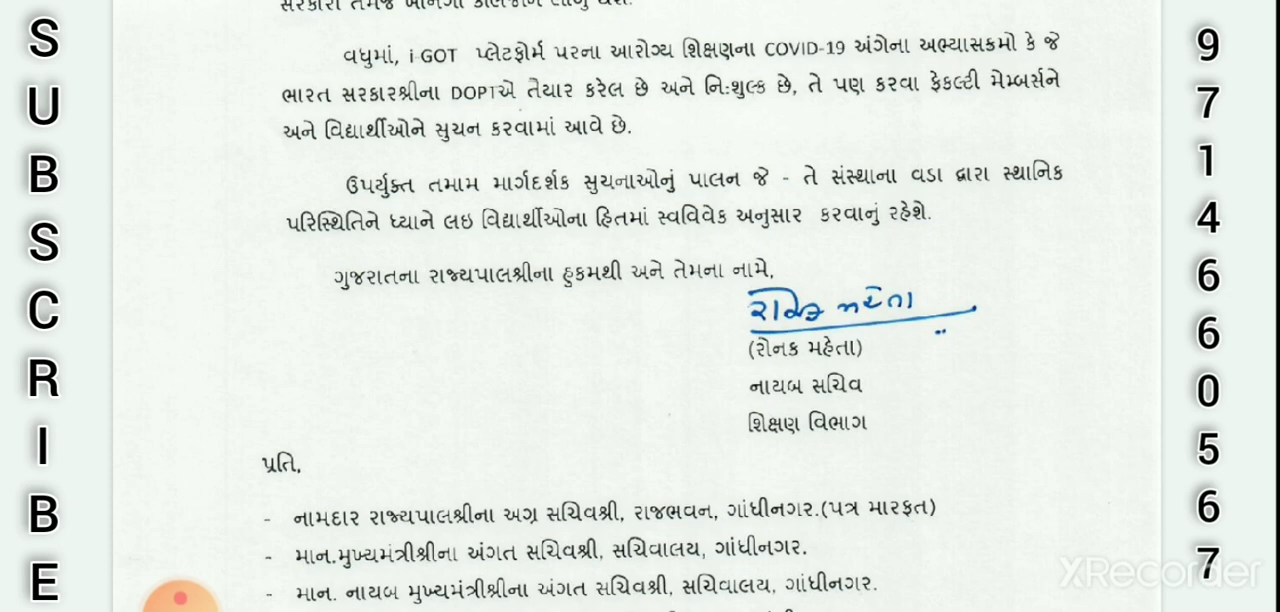 SUBSCRIBE
વધુમાં, i-GOT પ્લેટફોર્મ પરના આરોગ્ય શિક્ષણના COVID-19 અંગેના અભ્યાસક્રમો કે જે
ભારત સરકારશ્રીના DOPTએ તૈયાર કરેલ છે અને નિઃશુલ્ક છે, તે પણ કરવા ફેકલ્ટી મેમ્બર્સને
અને વિદ્યાર્થીઓને સુચન કરવામાં આવે છે.
ઉપર્યુક્ત તમામ માર્ગદર્શક સુચનાઓનું પાલન જે - તે સંસ્થાના વડા દ્વારા સ્થાનિક
પરિસ્થિતિને ધ્યાને લઇ વિદ્યાર્થીઓના હિતમાં સ્વવિવેક અનુસાર કરવાનું રહેશે.
ગુજરાતના રાજ્યપાલશ્રીના હુકમથી અને તેમના નામે,
(રોનક મહેતા)
નાયબ સચિવ
શિક્ષણ વિભાગ
પ્રતિ,
- નામદાર રાજ્યપાલશ્રીના અગ્ર સચિવશ્રી, રાજભવન, ગાંધીનગર.(પત્ર મારફત)
- માન.મુખ્યમંત્રીશ્રીના અંગત સચિવશ્રી, સચિવાલય, ગાંધીનગર.
- માન. નાયબ મુખ્યમંત્રીશ્રીના અંગત સચિવશ્રી, સચિવાલય, ગાંધીનગર.
9714660567
XRecorder